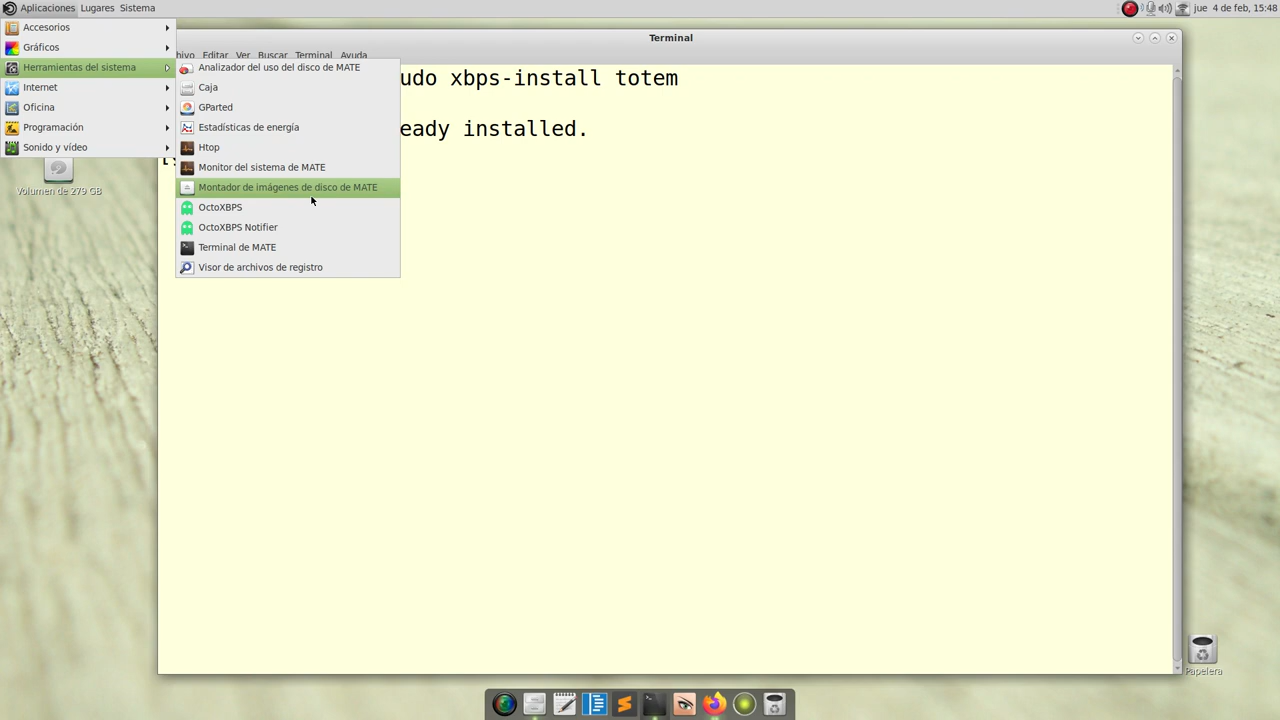 Aplicaciones Lugares Sistema
jue 4 de feb, 15:48
Accesorios
Gráficos
Herramientas del sistema
Internet
Oficina
Programación
Sonido y vídeo
Terminal
hivo Editar Ver Buscar Terminal Ayuda
Analizador del uso del disco de MATE
Caja
GParted
Estadísticas de energía
Htop
Monitor del sistema de MATE
Montador de imágenes de disco de MATE
OctoXBPS
OctoXBPS Notifier
Terminal de MATE
Visor de archivos de registro
udo xbps-install totem
eady installed.
Volumen de 279 GB
Papelera